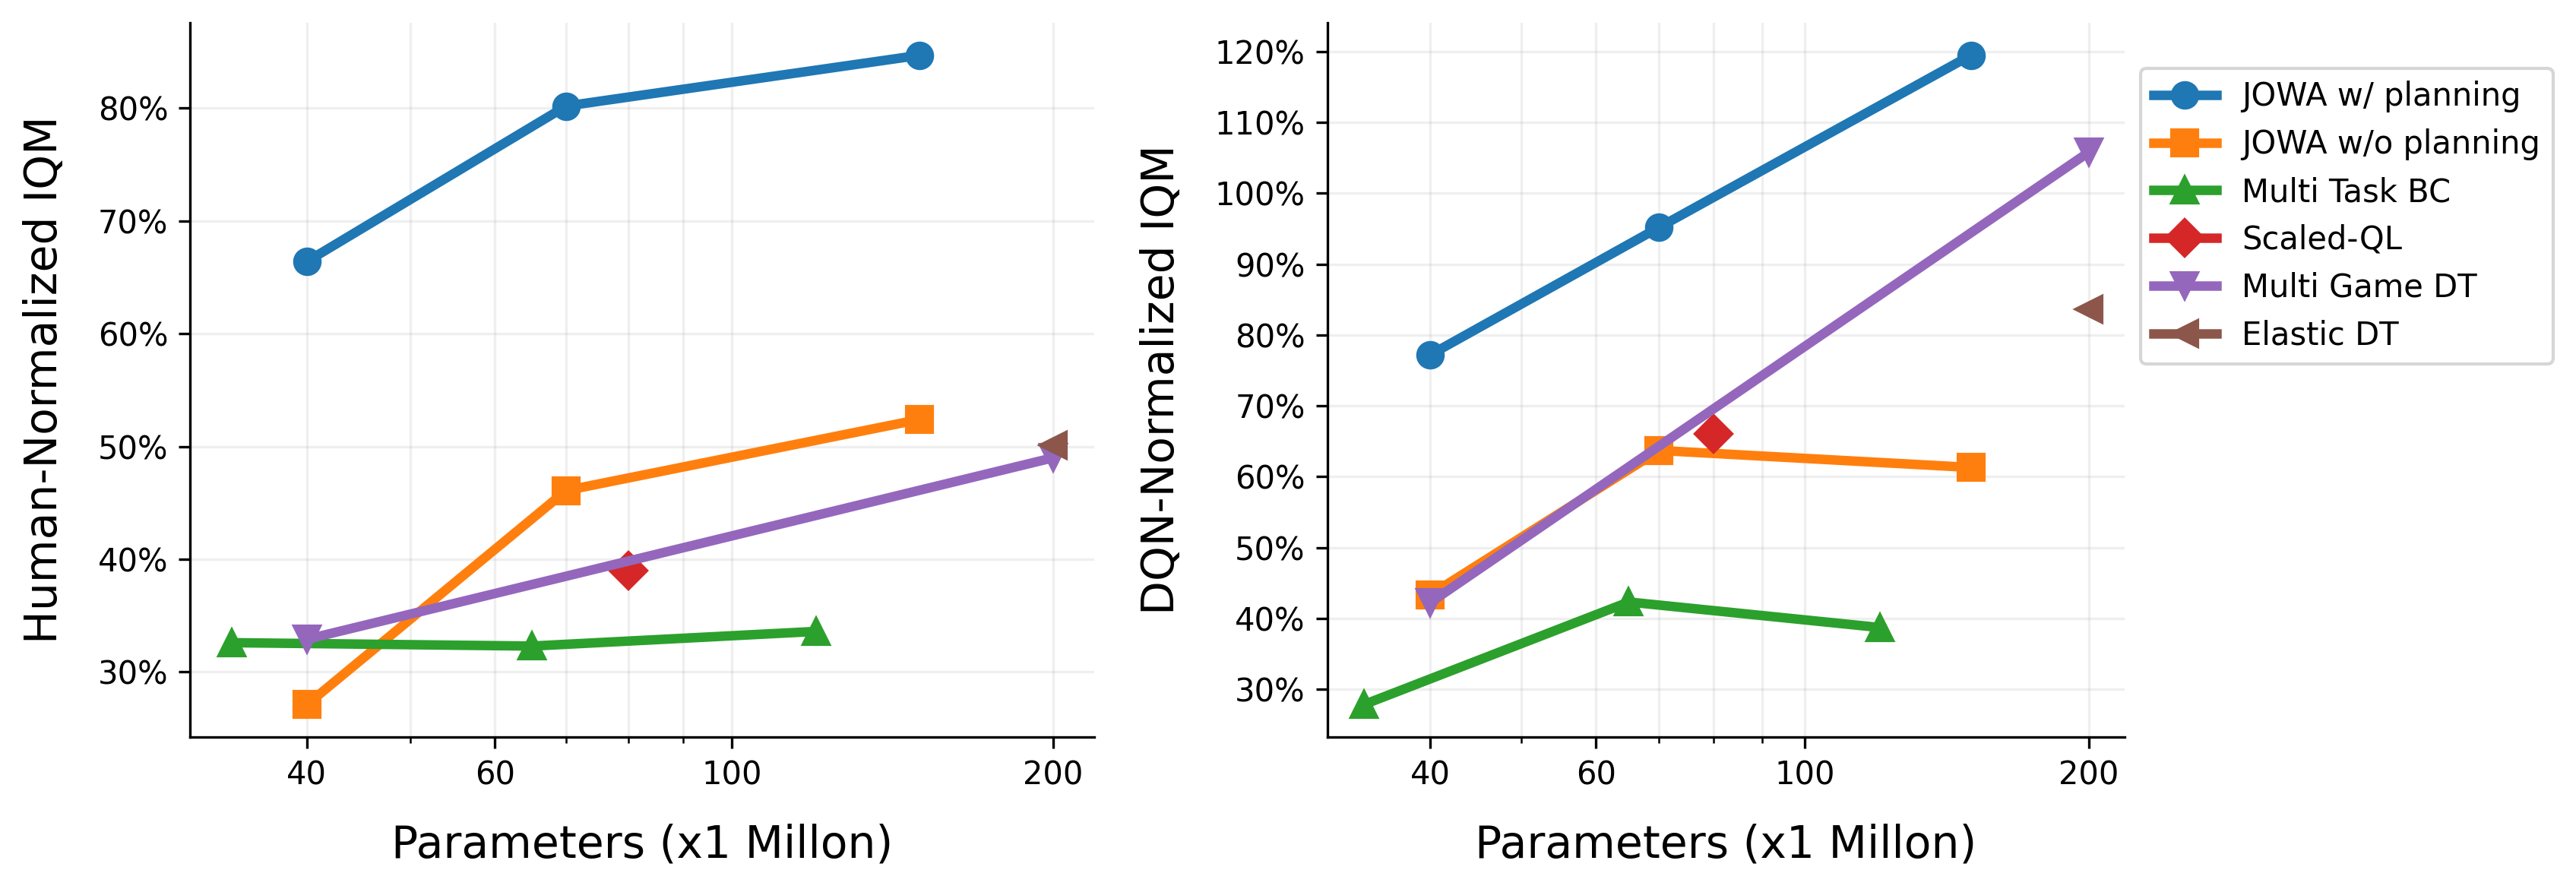 Human-Normalized IQM
80%
70%
60%
50%
40%
30%
40 60 100 200
Parameters (x1 Millon)
DQN-Normalized IQM
120%
110%
100%
90%
80%
70%
60%
50%
40%
30%
40 60 100 200
Parameters (x1 Millon)
JOWA w/ planning
JOWA w/o planning
Multi Task BC
Scaled-QL
Multi Game DT
Elastic DT